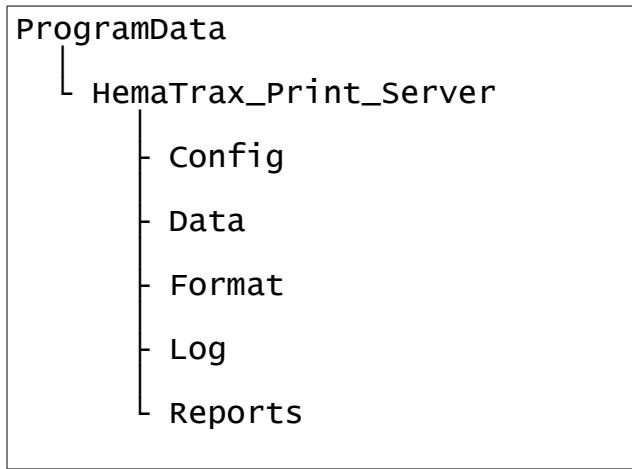 ProgramData
HemaTrax_Print_Server
Config
Data
Format
Log
Reports